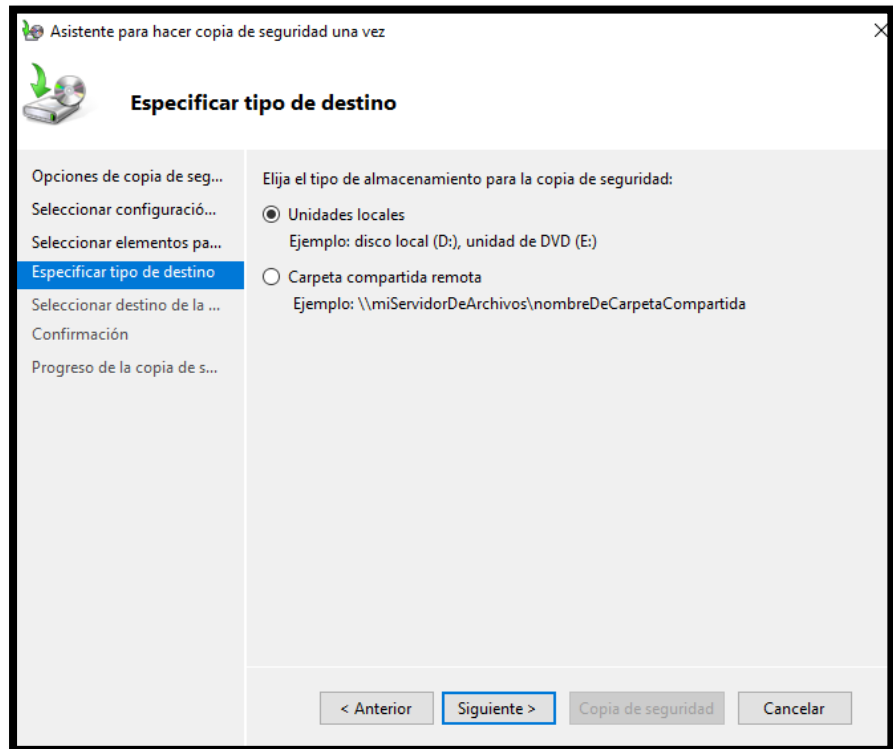 Asistente para hacer copia de seguridad una vez
Especificar tipo de destino
Opciones de copia de seg...
Seleccionar configuració...
Seleccionar elementos pa...
Especificar tipo de destino
Seleccionar destino de la ...
Confirmación
Progreso de la copia de s...
Elija el tipo de almacenamiento para la copia de seguridad:
Unidades locales
Ejemplo: disco local (D:), unidad de DVD (E:)
Carpeta compartida remota
Ejemplo: \\miServidorDeArchivos\nombreDeCarpetaCompartida
< Anterior
Siguiente >
Copia de seguridad
Cancelar